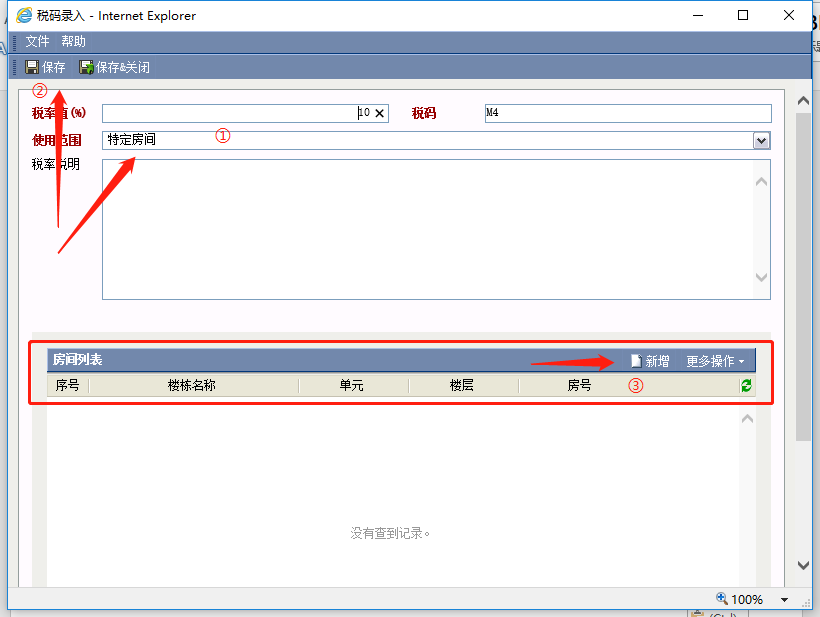 税码录入 - Internet Explorer
文件 帮助
保存 保存&关闭
②
税率值(%) 10 税码 M4
使用范围 特定房间 ①
税率说明
房间列表 新增 更多操作
序号 楼栋名称 单元 楼层 房号 ③
没有查到记录。
100%